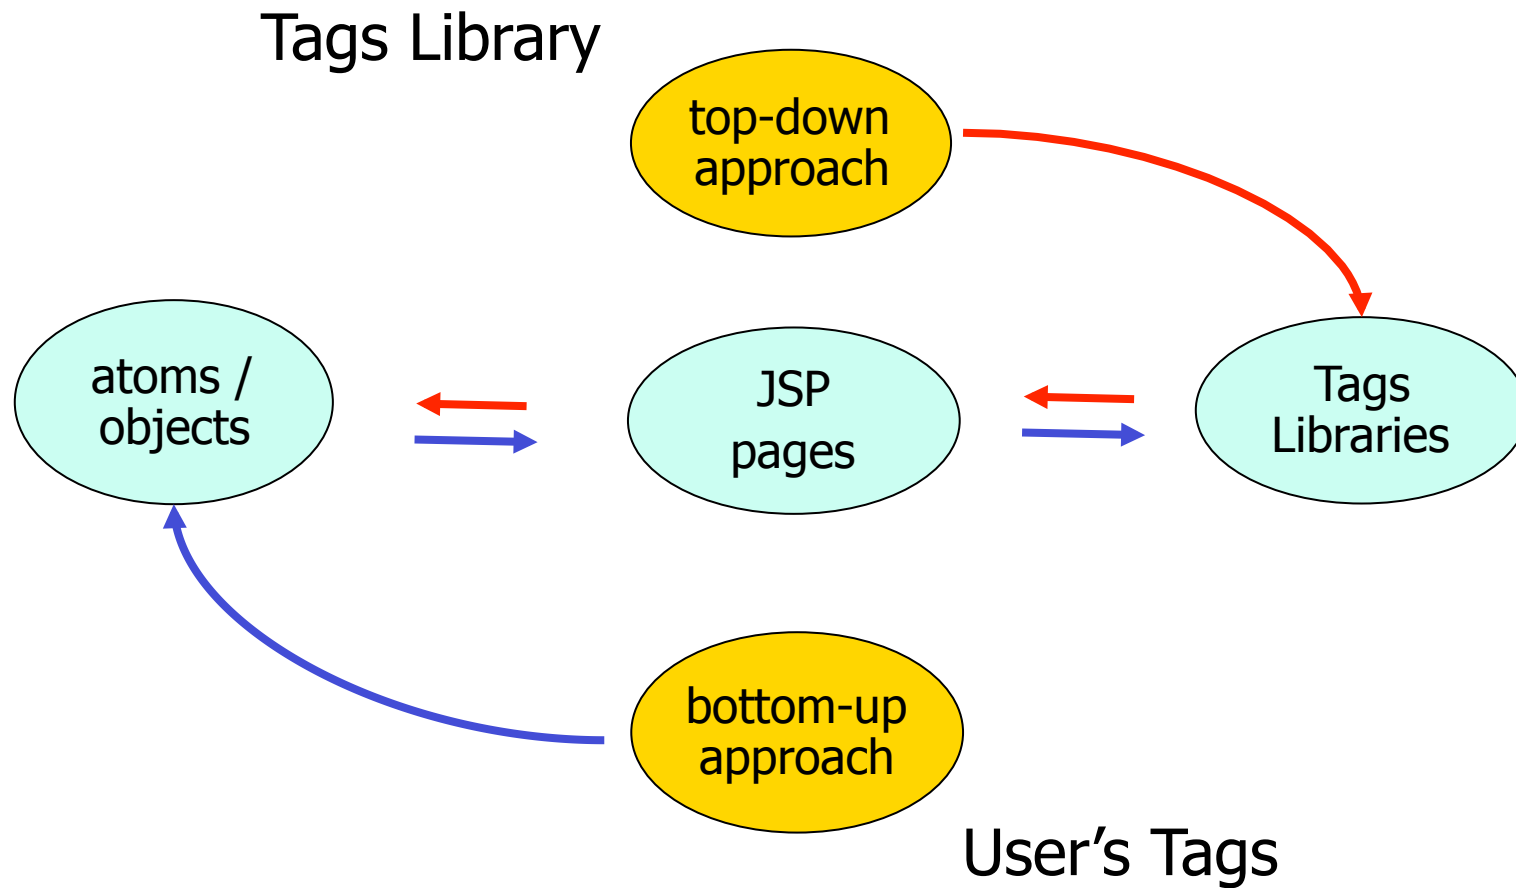 Tags Library
top-down
approach
atoms /
objects
JSP
pages
Tags
Libraries
bottom-up
approach
User’s Tags